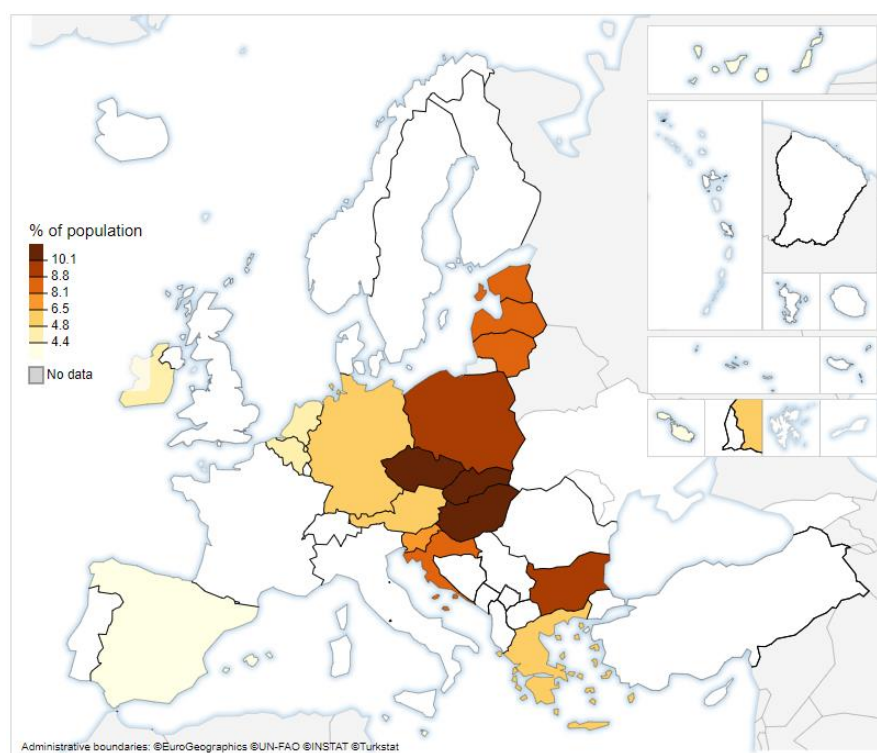 % of population
10.1
8.8
8.1
6.5
4.8
4.4
No data
Administrative boundaries: ©EuroGeographics ©UN-FAO ©INSTAT ©Turkstat